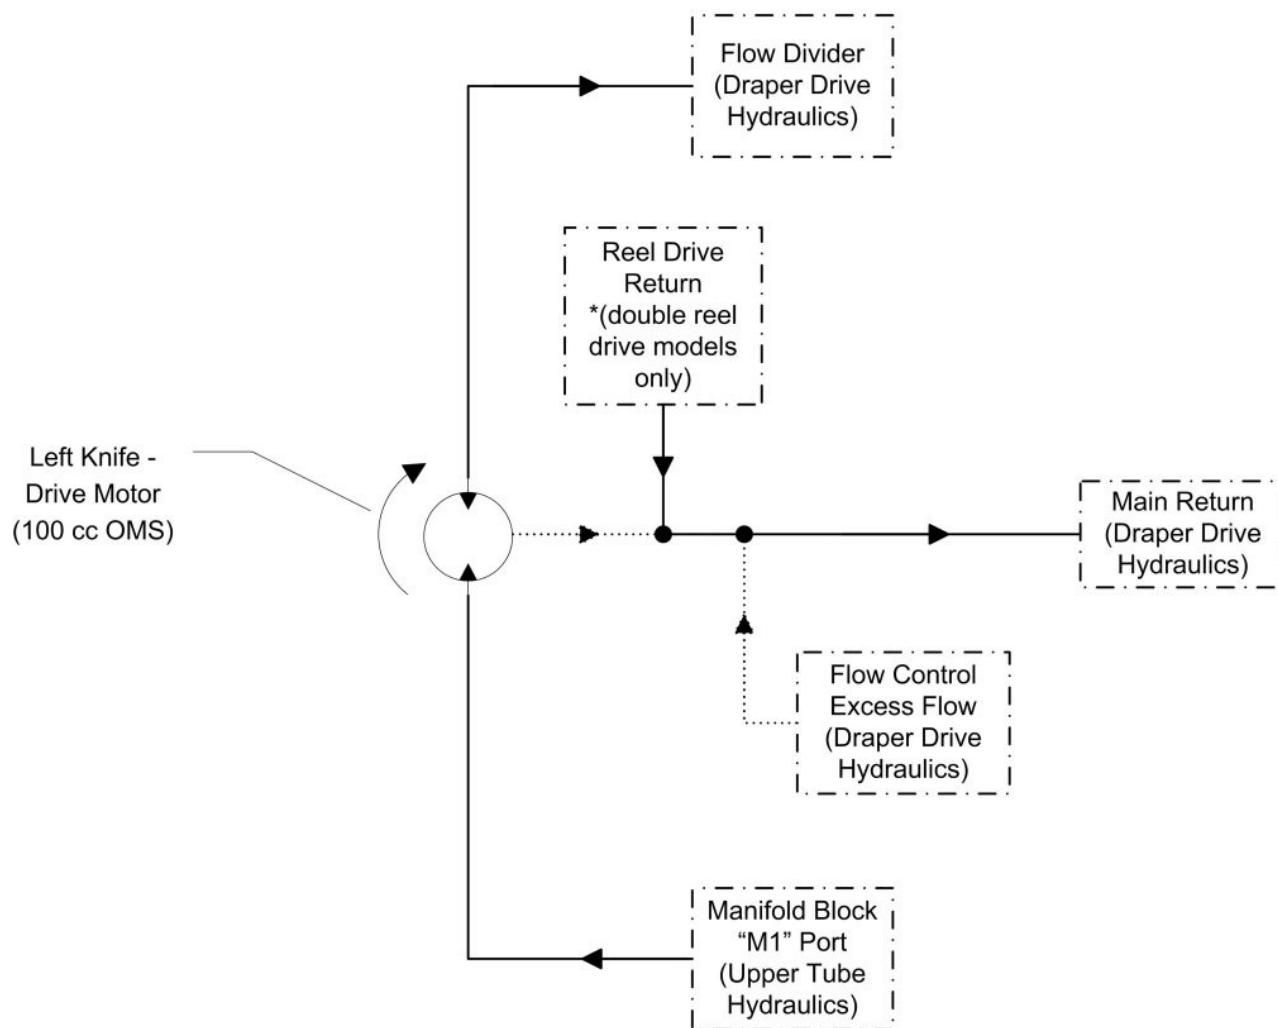 Flow Divider
(Draper Drive
Hydraulics)
Reel Drive
Return
*(double reel
drive models
only)
Left Knife -
Drive Motor
(100 cc OMS)
Main Return
(Draper Drive
Hydraulics)
Flow Control
Excess Flow
(Draper Drive
Hydraulics)
Manifold Block
“M1” Port
(Upper Tube
Hydraulics)